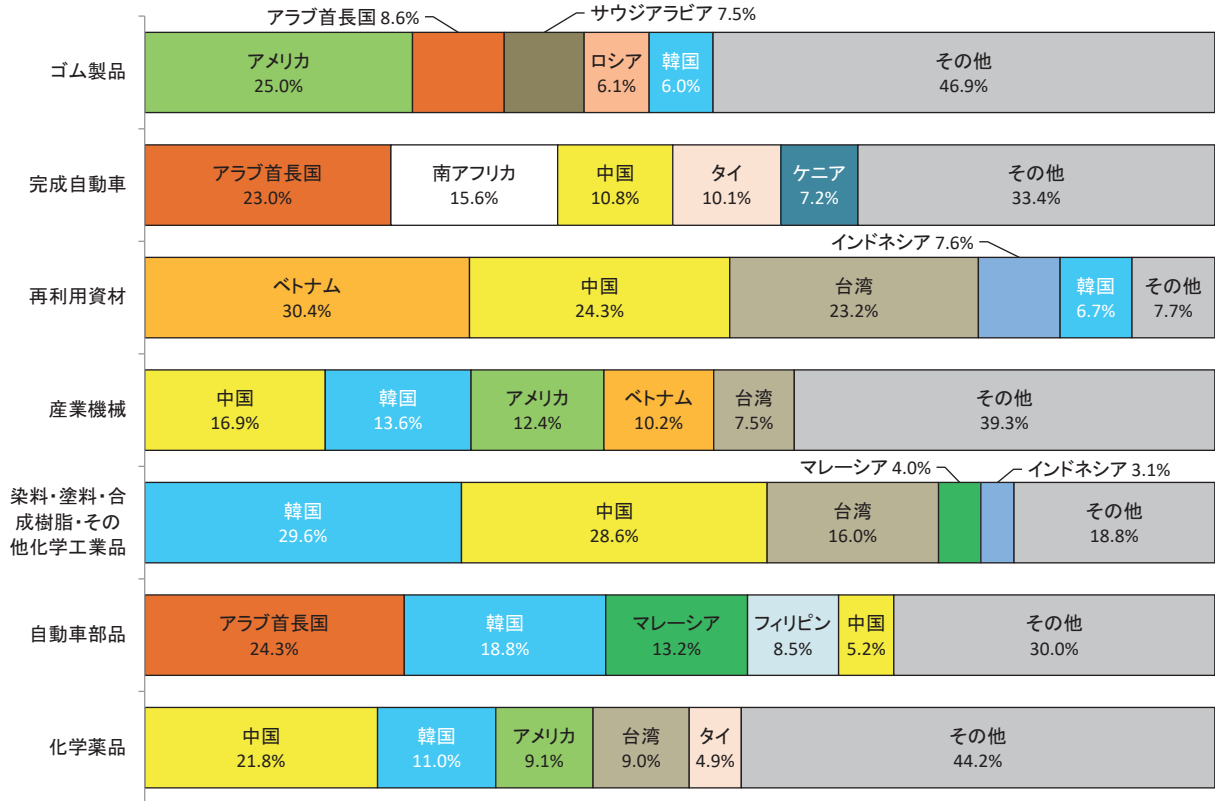 アラブ首長国 8.6%
サウジアラビア 7.5%
ゴム製品
アメリカ
25.0%
ロシア
6.1%
韓国
6.0%
その他
46.9%
完成自動車
アラブ首長国
23.0%
南アフリカ
15.6%
中国
10.8%
タイ
10.1%
ケニア
7.2%
その他
33.4%
インドネシア 7.6%
再利用資材
ベトナム
30.4%
中国
24.3%
台湾
23.2%
韓国
6.7%
その他
7.7%
産業機械
中国
16.9%
韓国
13.6%
アメリカ
12.4%
ベトナム
10.2%
台湾
7.5%
その他
39.3%
マレーシア 4.0%
インドネシア 3.1%
染料・塗料・合
成樹脂・その
他化学工業品
韓国
29.6%
中国
28.6%
台湾
16.0%
その他
18.8%
自動車部品
アラブ首長国
24.3%
韓国
18.8%
マレーシア
13.2%
フィリピン
8.5%
中国
5.2%
その他
30.0%
化学薬品
中国
21.8%
韓国
11.0%
アメリカ
9.1%
台湾
9.0%
タイ
4.9%
その他
44.2%